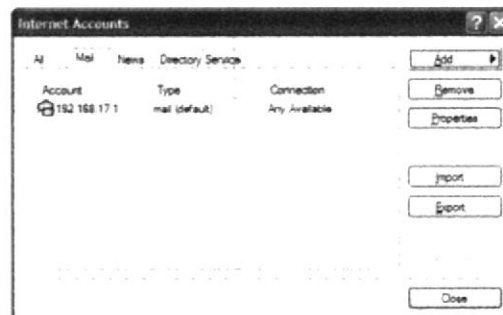 Internet Accounts
All Mail News Directory Service
Add
Account Type Connection
Remove
192.168.17.1 mail (default) Any Available
Properties
Import
Export
Close